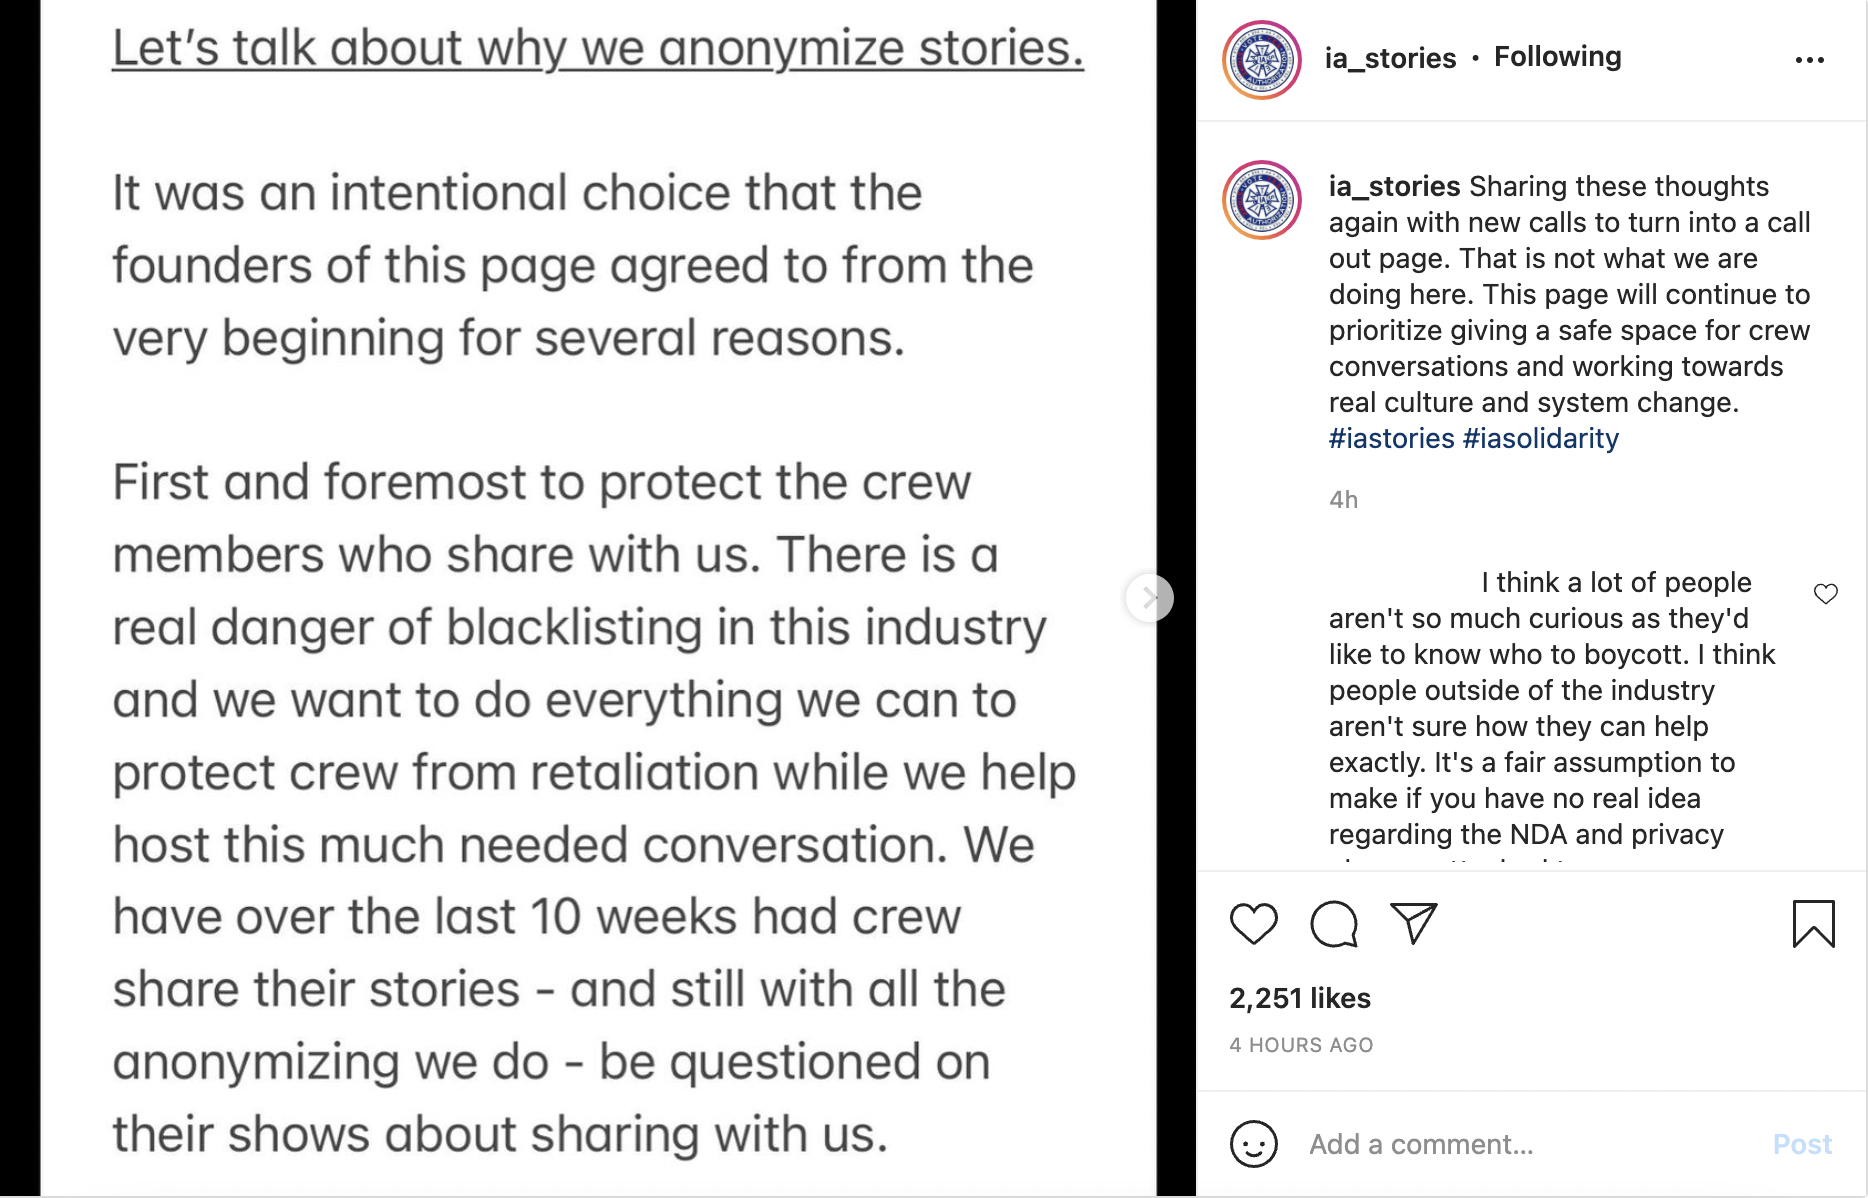 Let's talk about why we anonymize stories.
It was an intentional choice that the
founders of this page agreed to from the
very beginning for several reasons.
First and foremost to protect the crew
members who share with us. There is a
real danger of blacklisting in this industry
and we want to do everything we can to
protect crew from retaliation while we help
host this much needed conversation. We
have over the last 10 weeks had crew
share their stories - and still with all the
anonymizing we do - be questioned on
their shows about sharing with us.
ia_stories • Following
ia_stories Sharing these thoughts
again with new calls to turn into a call
out page. That is not what we are
doing here. This page will continue to
prioritize giving a safe space for crew
conversations and working towards
real culture and system change.
#iastories #iasolidarity
4h
I think a lot of people
aren't so much curious as they'd
like to know who to boycott. I think
people outside of the industry
aren't sure how they can help
exactly. It's a fair assumption to
make if you have no real idea
regarding the NDA and privacy
2,251 likes
4 HOURS AGO
Add a comment...
Post